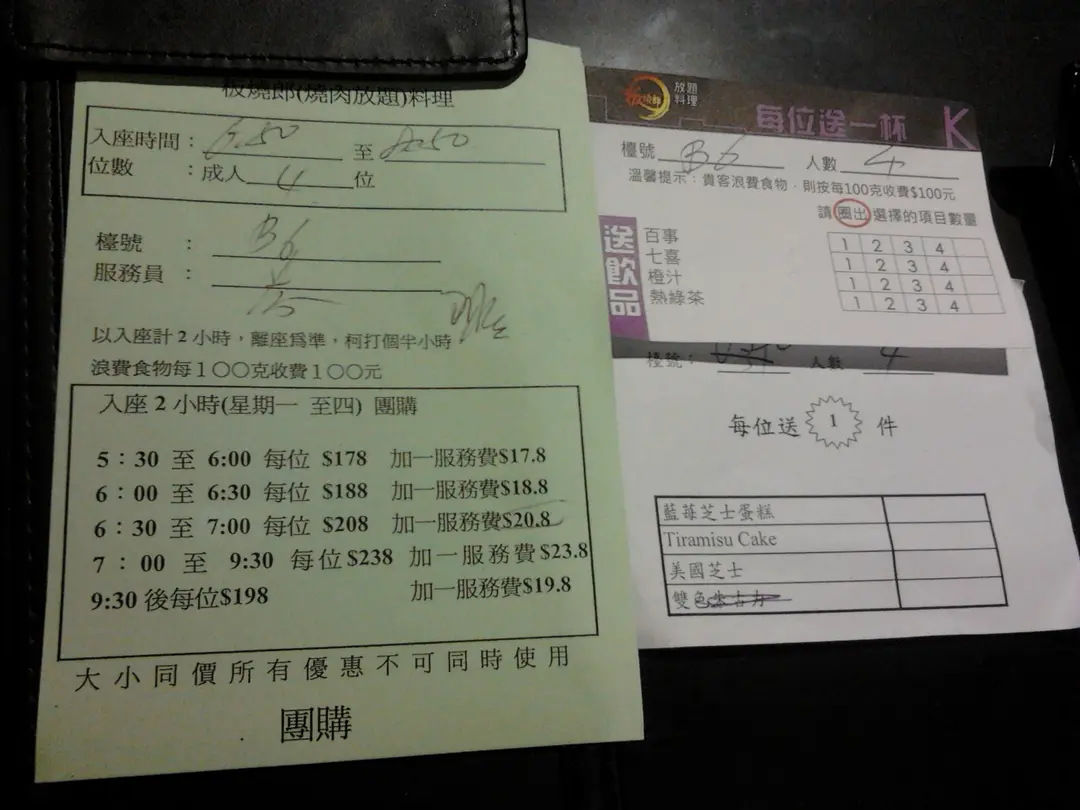 板燒郎(燒肉放題)料理
入座時間： 6.50 至 8.50
位數 ：成人 4 位
檯號 ： B6
服務員 ：
以入座計2小時，離座爲準，柯打個半小時
浪費食物每１００克收費１００元
入座2小時(星期一 至四) 團購
5：30 至 6:00 每位 $178 加一服務費$17.8
6：00 至 6:30 每位 $188 加一服務費$18.8
6：30 至 7:00 每位 $208 加一服務費$20.8
7：00 至 9:30 每位$238 加一服務費$23.8
9:30 後每位$198 加一服務費$19.8
大小同價所有優惠不可同時使用
團購
放題
料理
每位送一杯 K
檯號 B6 人數 4
溫馨提示：貴客浪費食物，則按每100克收費$100元
請圈出選擇的項目數量
送飲品
百事 1 2 3 4
七喜 1 2 3 4
橙汁 1 2 3 4
熱綠茶 1 2 3 4
檯號： 人數 4
每位送 1 件
藍莓芝士蛋糕
Tiramisu Cake
美國芝士
雙色朱古力